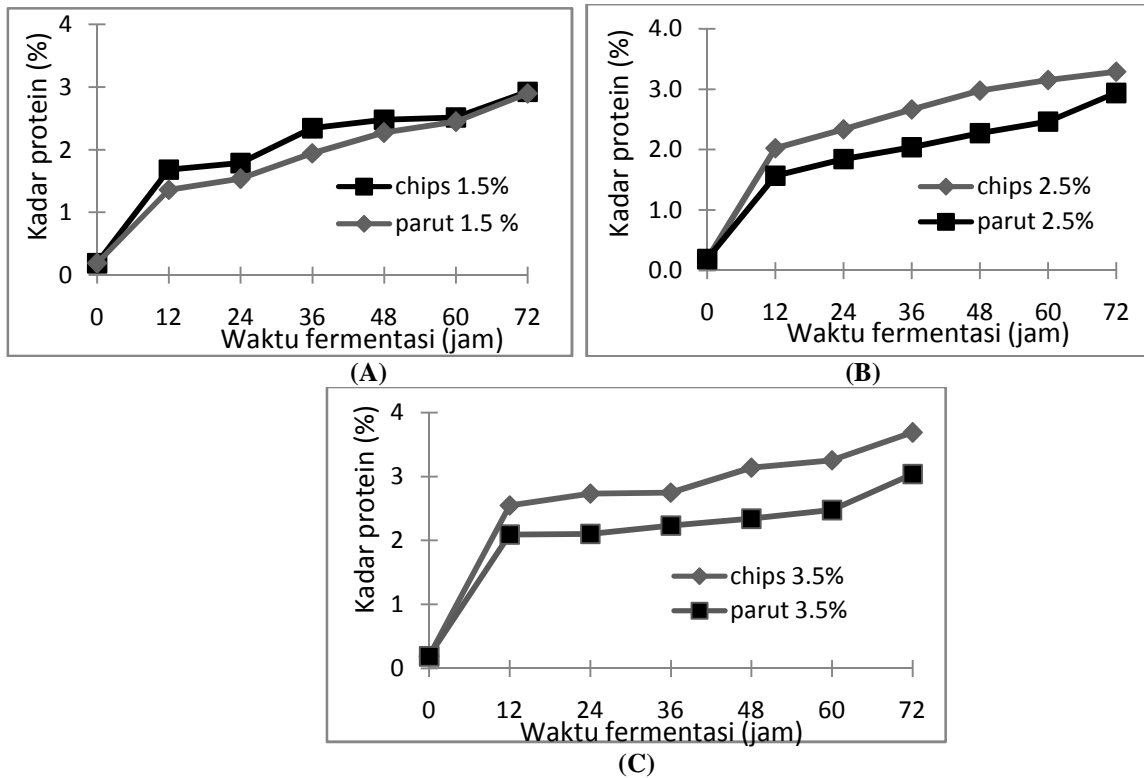 Kadar protein (%)
4
3
2
1
0
chips 1.5%
parut 1.5 %
0 12 24 36 48 60 72
Waktu fermentasi (jam)
(A)
Kadar protein (%)
4.0
3.0
2.0
1.0
0.0
chips 2.5%
parut 2.5%
0 12 24 36 48 60 72
Waktu fermentasi (jam)
(B)
Kadar protein (%)
4
3
2
1
0
chips 3.5%
parut 3.5%
0 12 24 36 48 60 72
Waktu fermentasi (jam)
(C)